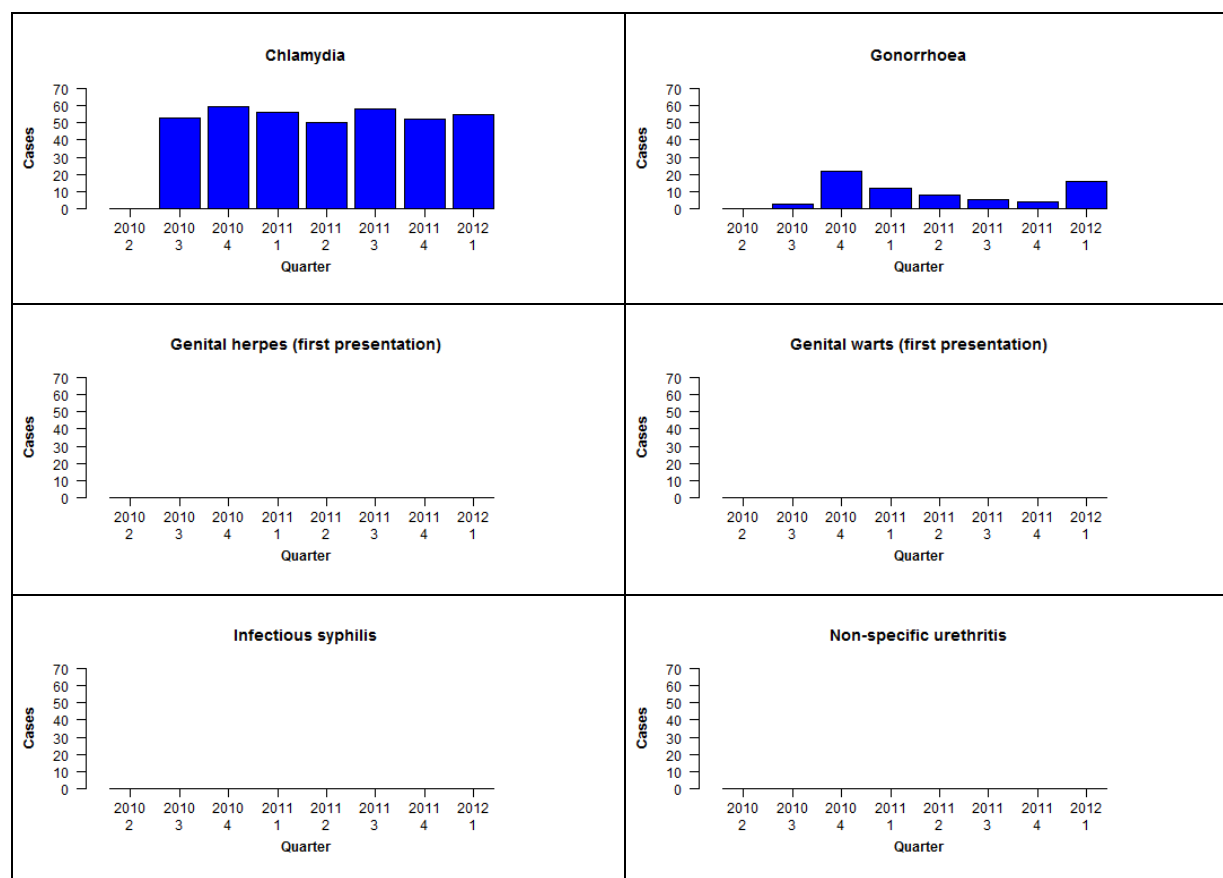 Chlamydia
70
60
50
40
30
20
10
0
Cases
2010 2010 2010 2011 2011 2011 2011 2012
2 3 4 1 2 3 4 1
Quarter
Gonorrhoea
70
60
50
40
30
20
10
0
Cases
2010 2010 2010 2011 2011 2011 2011 2012
2 3 4 1 2 3 4 1
Quarter
Genital herpes (first presentation)
70
60
50
40
30
20
10
0
Cases
2010 2010 2010 2011 2011 2011 2011 2012
2 3 4 1 2 3 4 1
Quarter
Genital warts (first presentation)
70
60
50
40
30
20
10
0
Cases
2010 2010 2010 2011 2011 2011 2011 2012
2 3 4 1 2 3 4 1
Quarter
Infectious syphilis
70
60
50
40
30
20
10
0
Cases
2010 2010 2010 2011 2011 2011 2011 2012
2 3 4 1 2 3 4 1
Quarter
Non-specific urethritis
70
60
50
40
30
20
10
0
Cases
2010 2010 2010 2011 2011 2011 2011 2012
2 3 4 1 2 3 4 1
Quarter